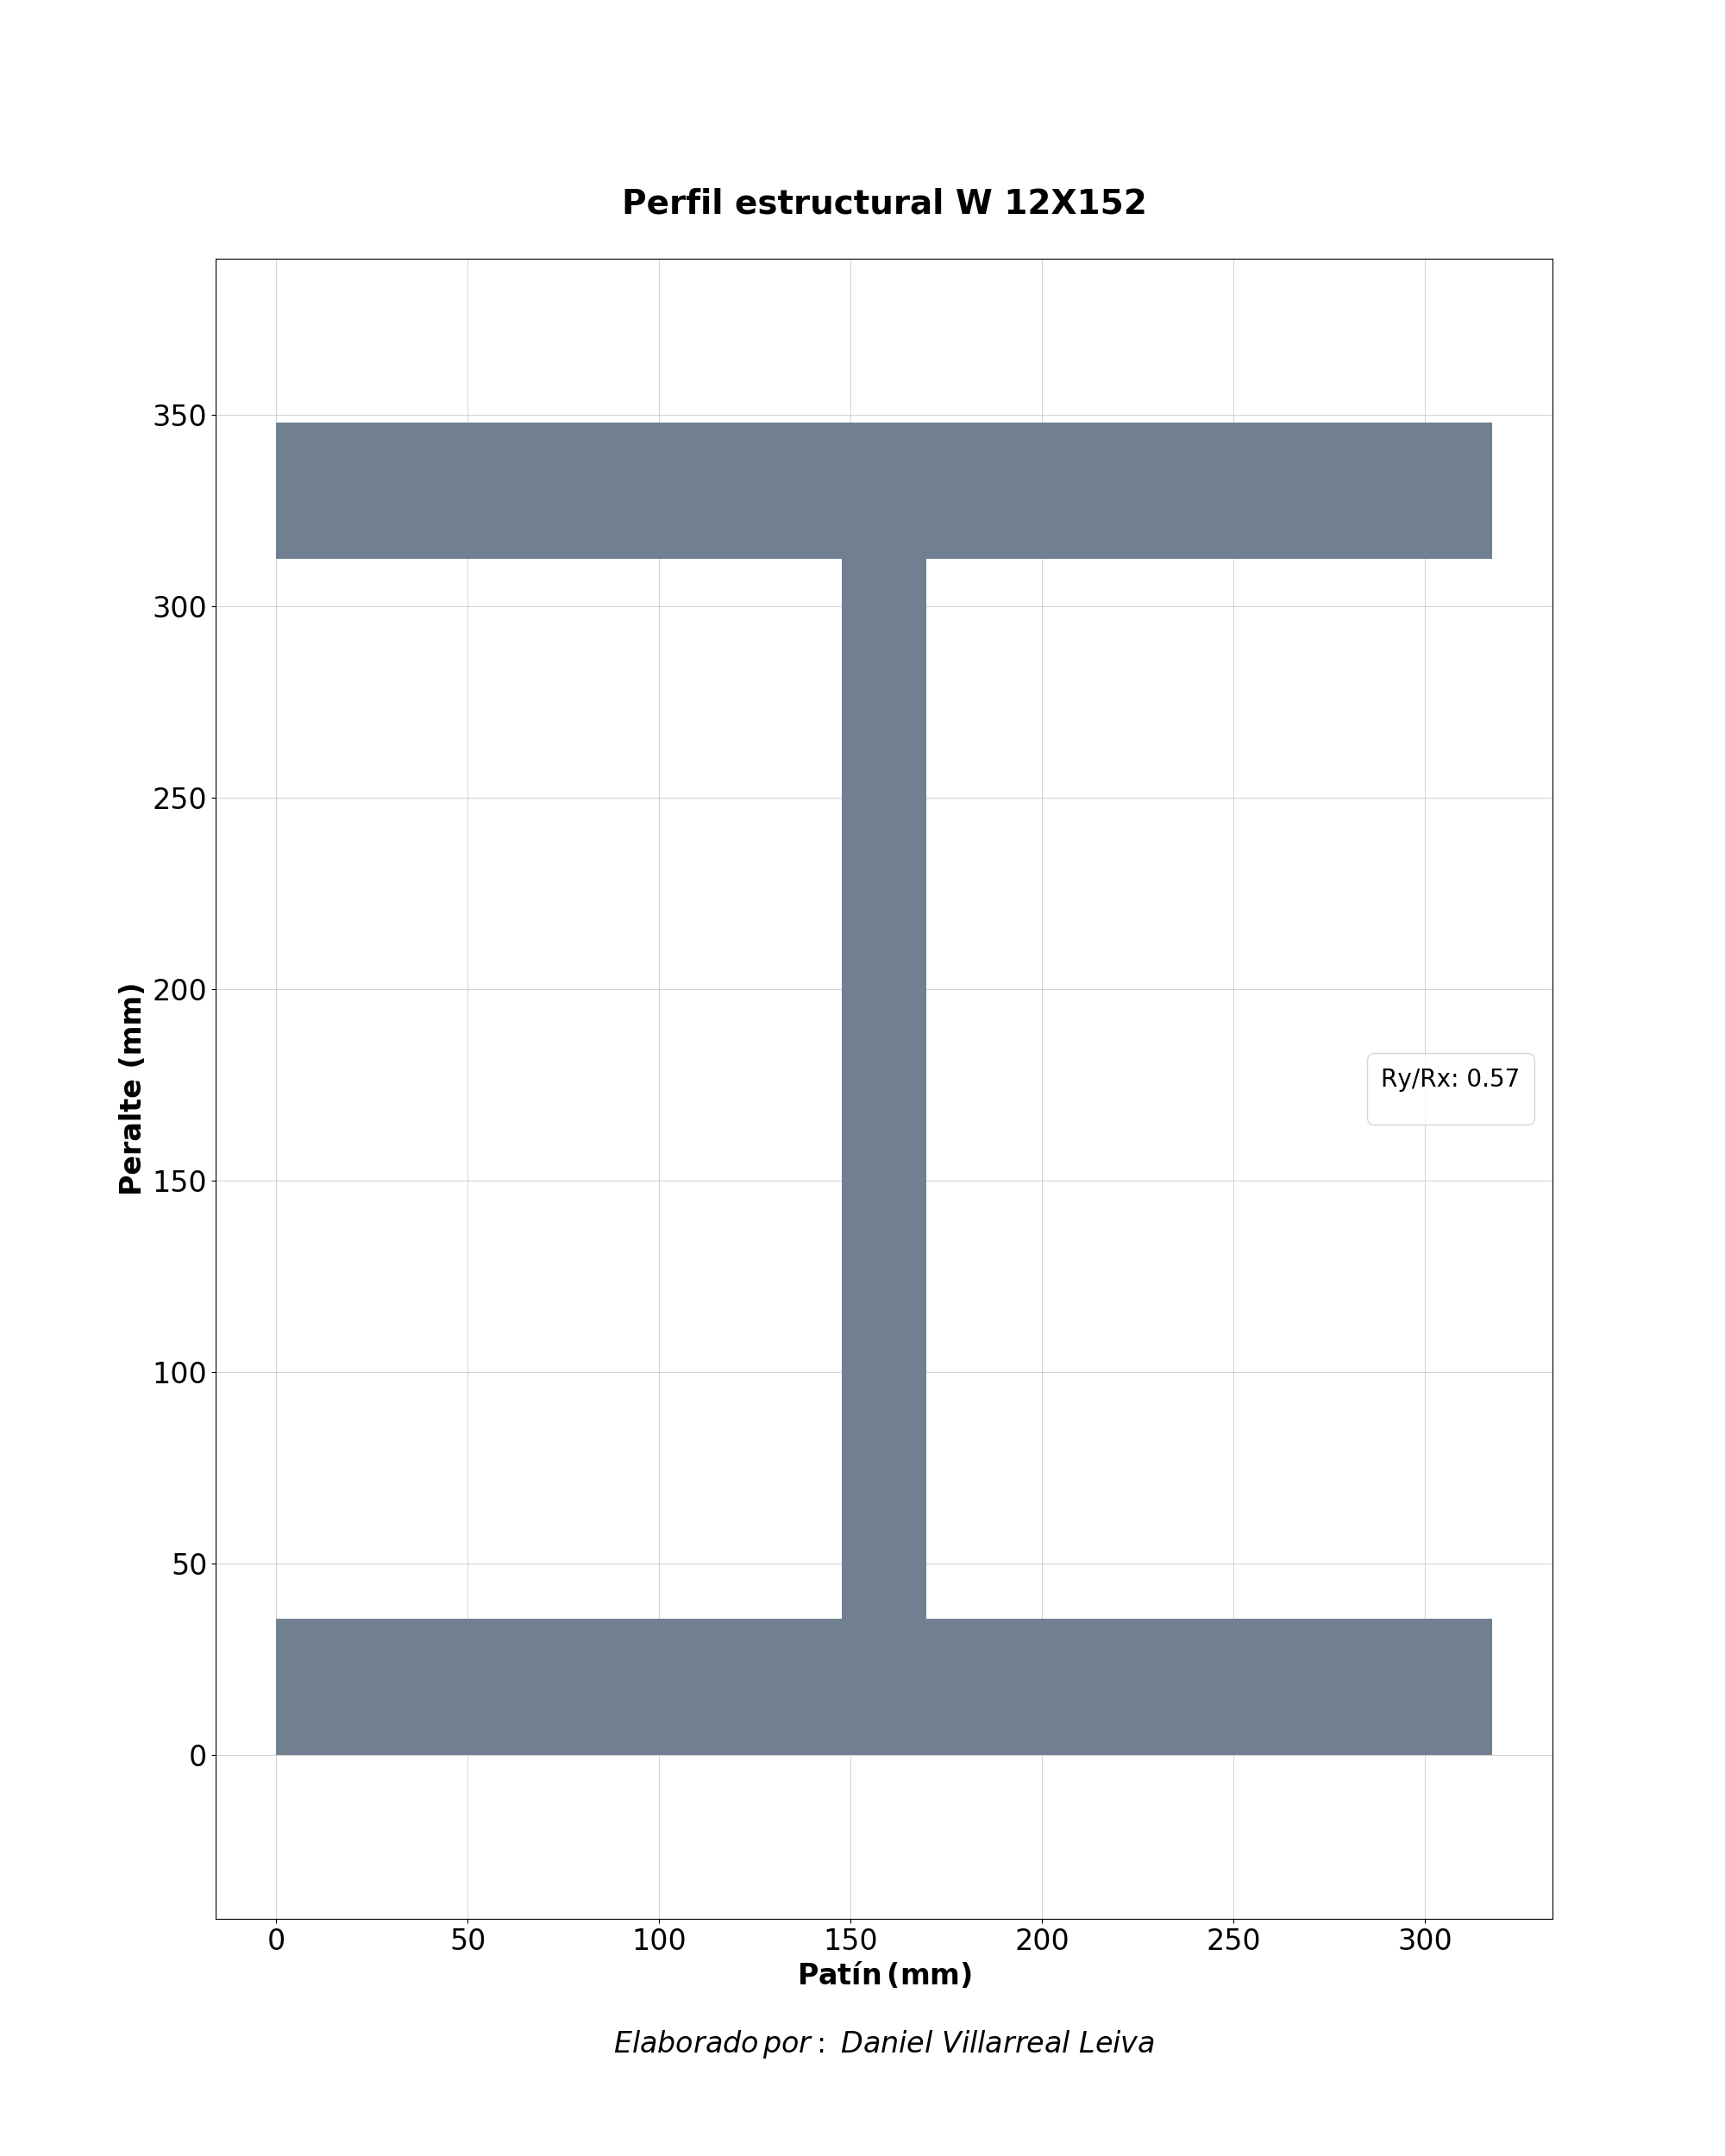 Perfil estructural W 12X152
Peralte (mm)
350
300
250
200
150
100
50
0
Ry/Rx: 0.57
0 50 100 150 200 250 300
Patín (mm)
Elaborado por: Daniel Villarreal Leiva